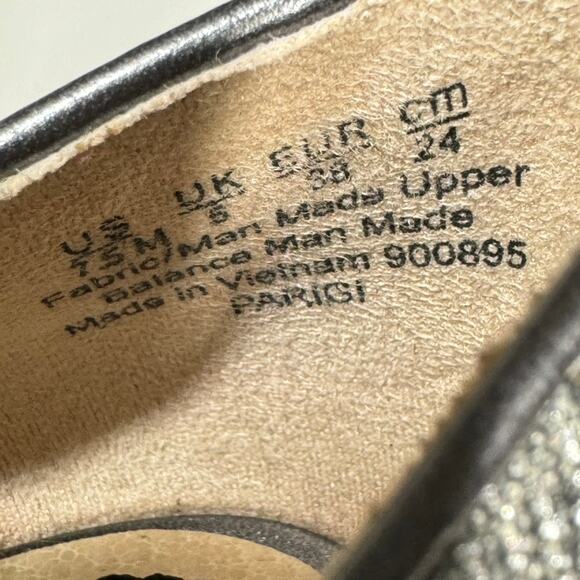 US UK EUR cm
7.5 M 5 38 24
Fabric/Man Made Upper
Balance Man Made
Made in Vietnam 900895
PARIGI